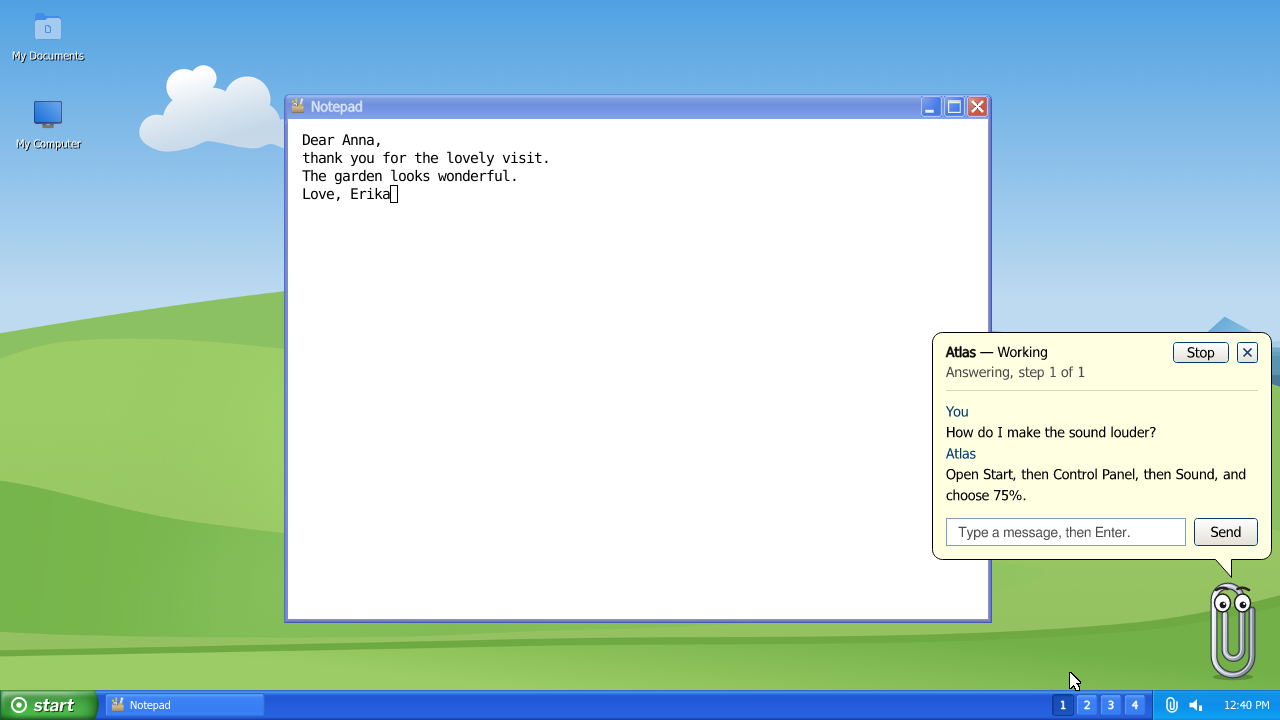 My Documents
My Computer
Notepad
Dear Anna,
thank you for the lovely visit.
The garden looks wonderful.
Love, Erika
Atlas — Working
Stop
Answering, step 1 of 1
You
How do I make the sound louder?
Atlas
Open Start, then Control Panel, then Sound, and
choose 75%.
Type a message, then Enter.
Send
start
Notepad
1 2 3 4
12:40 PM